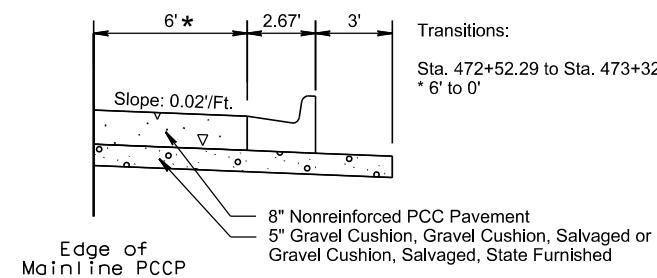 6' * 2.67' 3'
Transitions:
Sta. 472+52.29 to Sta. 473+32
* 6' to 0'
Slope: 0.02'/Ft.
8" Nonreinforced PCC Pavement
5" Gravel Cushion, Gravel Cushion, Salvaged or
Gravel Cushion, Salvaged, State Furnished
Edge of
Mainline PCCP